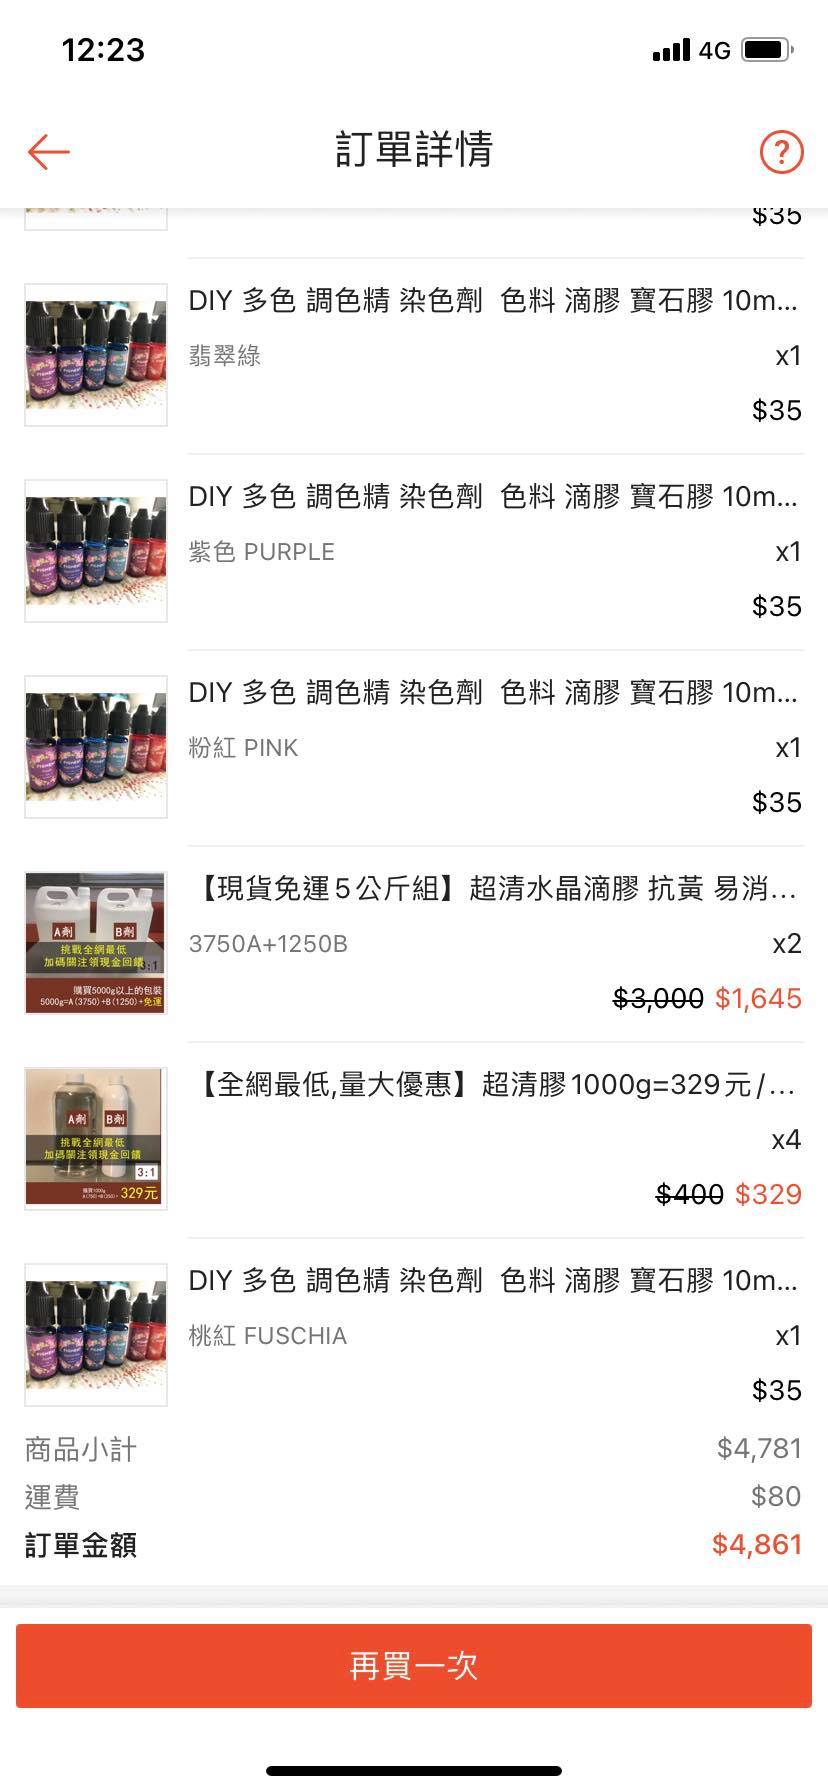 12:23
4G
訂單詳情
?
$35
DIY 多色 調色精 染色劑 色料 滴膠 寶石膠 10m...
翡翠綠
x1
$35
DIY 多色 調色精 染色劑 色料 滴膠 寶石膠 10m...
紫色 PURPLE
x1
$35
DIY 多色 調色精 染色劑 色料 滴膠 寶石膠 10m...
粉紅 PINK
x1
$35
A劑 B劑
挑戰全網最低
加碼關注領現金回饋
3:1
購買5000g以上的包裝
5000g=A(3750)+B(1250)+免運
【現貨免運5公斤組】超清水晶滴膠 抗黃 易消...
3750A+1250B
x2
$3,000 $1,645
A劑 B劑
挑戰全網最低
加碼關注領現金回饋
3:1
購買1000g
329元
【全網最低,量大優惠】超清膠1000g=329元/...
x4
$400 $329
DIY 多色 調色精 染色劑 色料 滴膠 寶石膠 10m...
桃紅 FUSCHIA
x1
$35
商品小計 $4,781
運費 $80
訂單金額 $4,861
再買一次